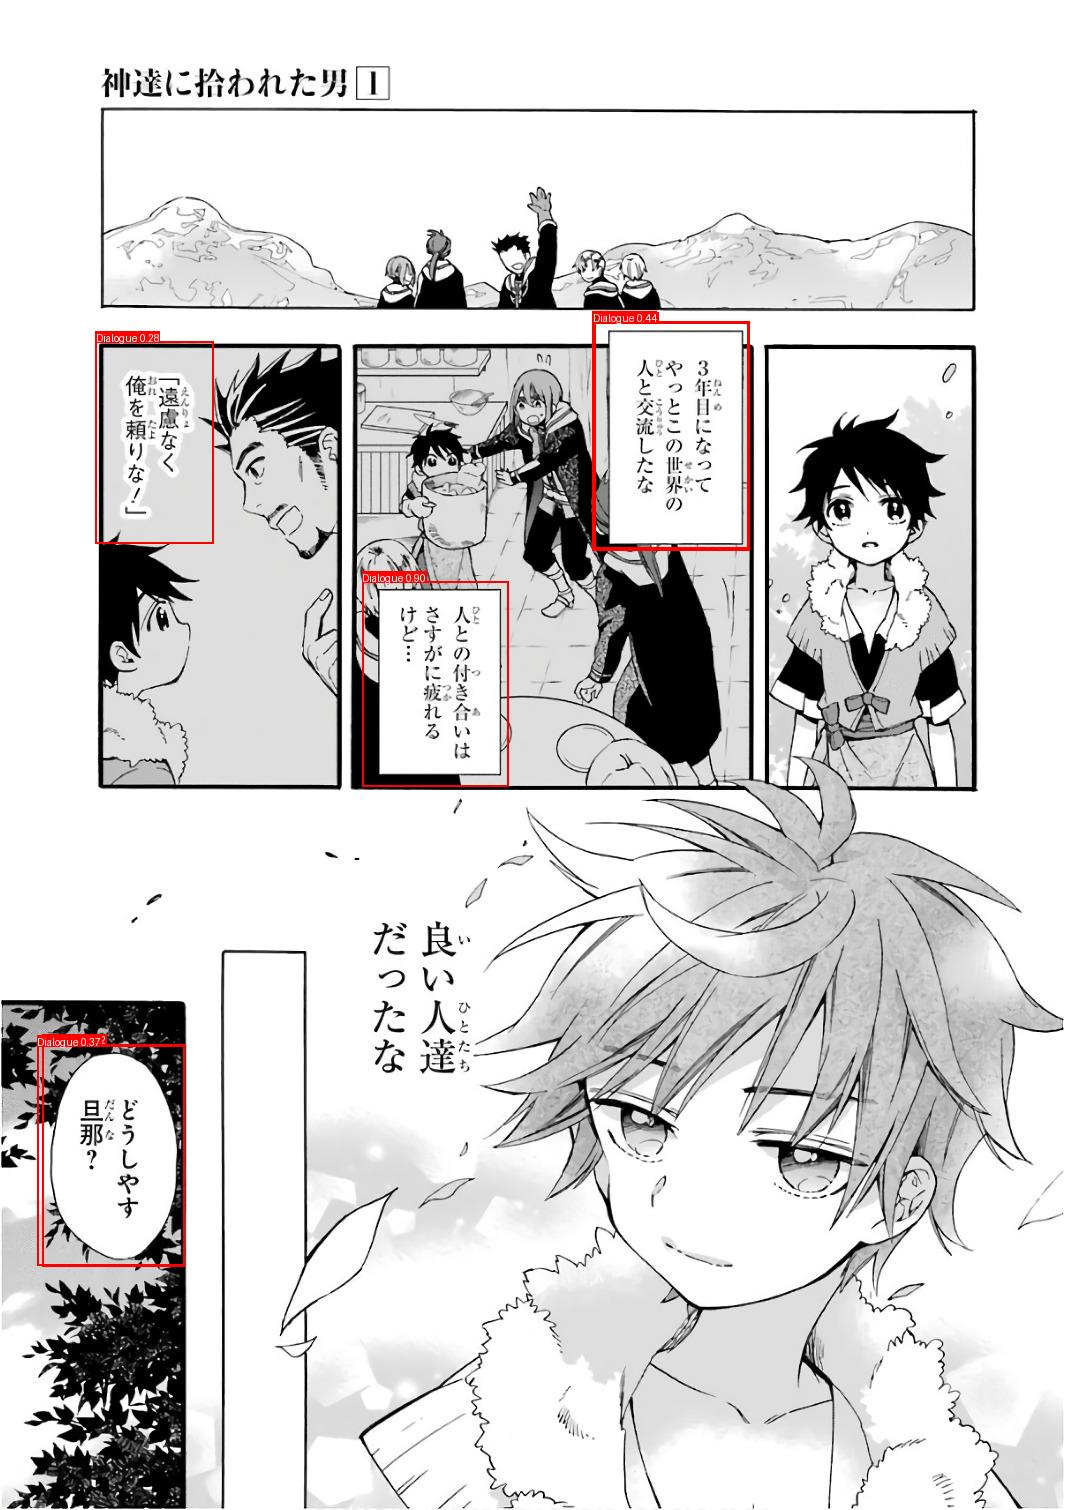 神達に拾われた男 1
Dialogue 0.44
3年目になって
やっとこの世界の
人と交流したな
Dialogue 0.90
人との付き合いは
さすがに疲れる
けど…
Dialogue 0.28
「遠慮なく
俺を頼りな!」
良い人達
だったな
Dialogue 0.37
どうしやす
旦那?